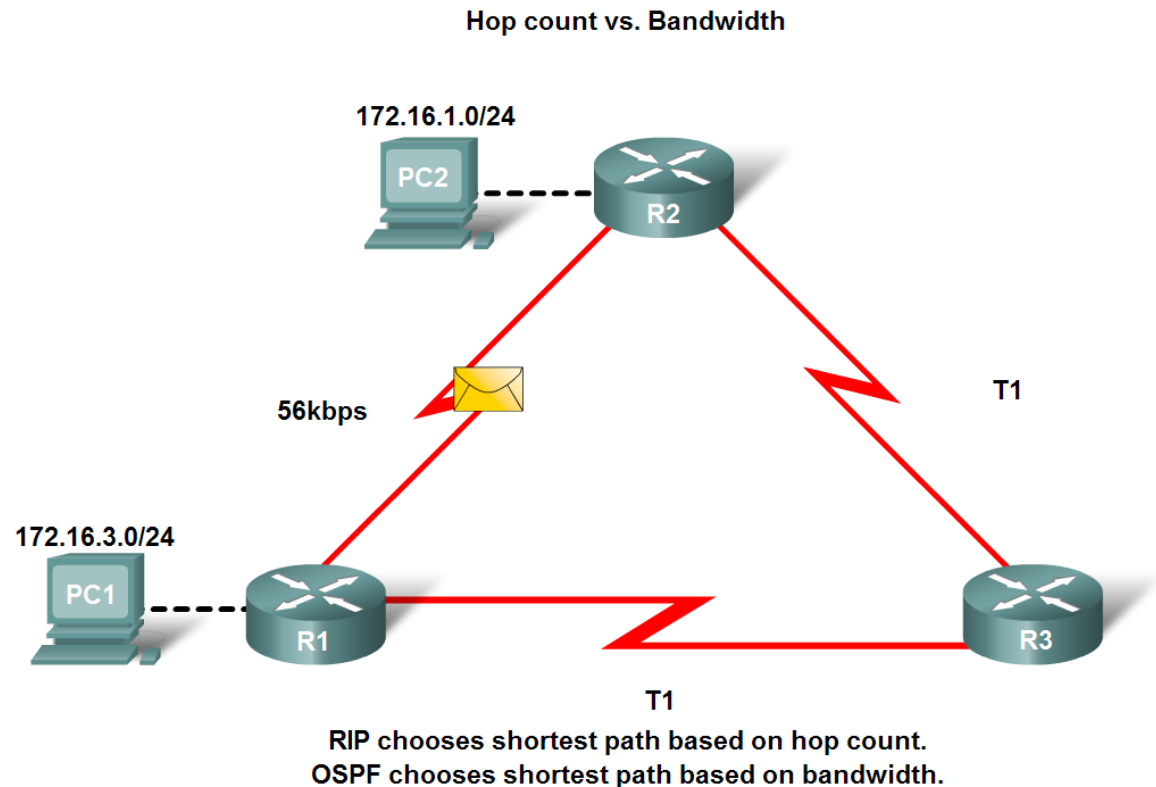 Hop count vs. Bandwidth
172.16.1.0/24
PC2
R2
56kbps
T1
172.16.3.0/24
PC1
R1
R3
T1
RIP chooses shortest path based on hop count.
OSPF chooses shortest path based on bandwidth.